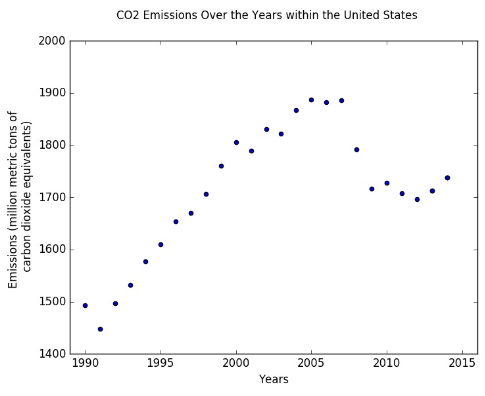 CO2 Emissions Over the Years within the United States
2000
1900
1800
1700
1600
1500
1400
Emissions (million metric tons of
carbon dioxide equivalents)
1990 1995 2000 2005 2010 2015
Years